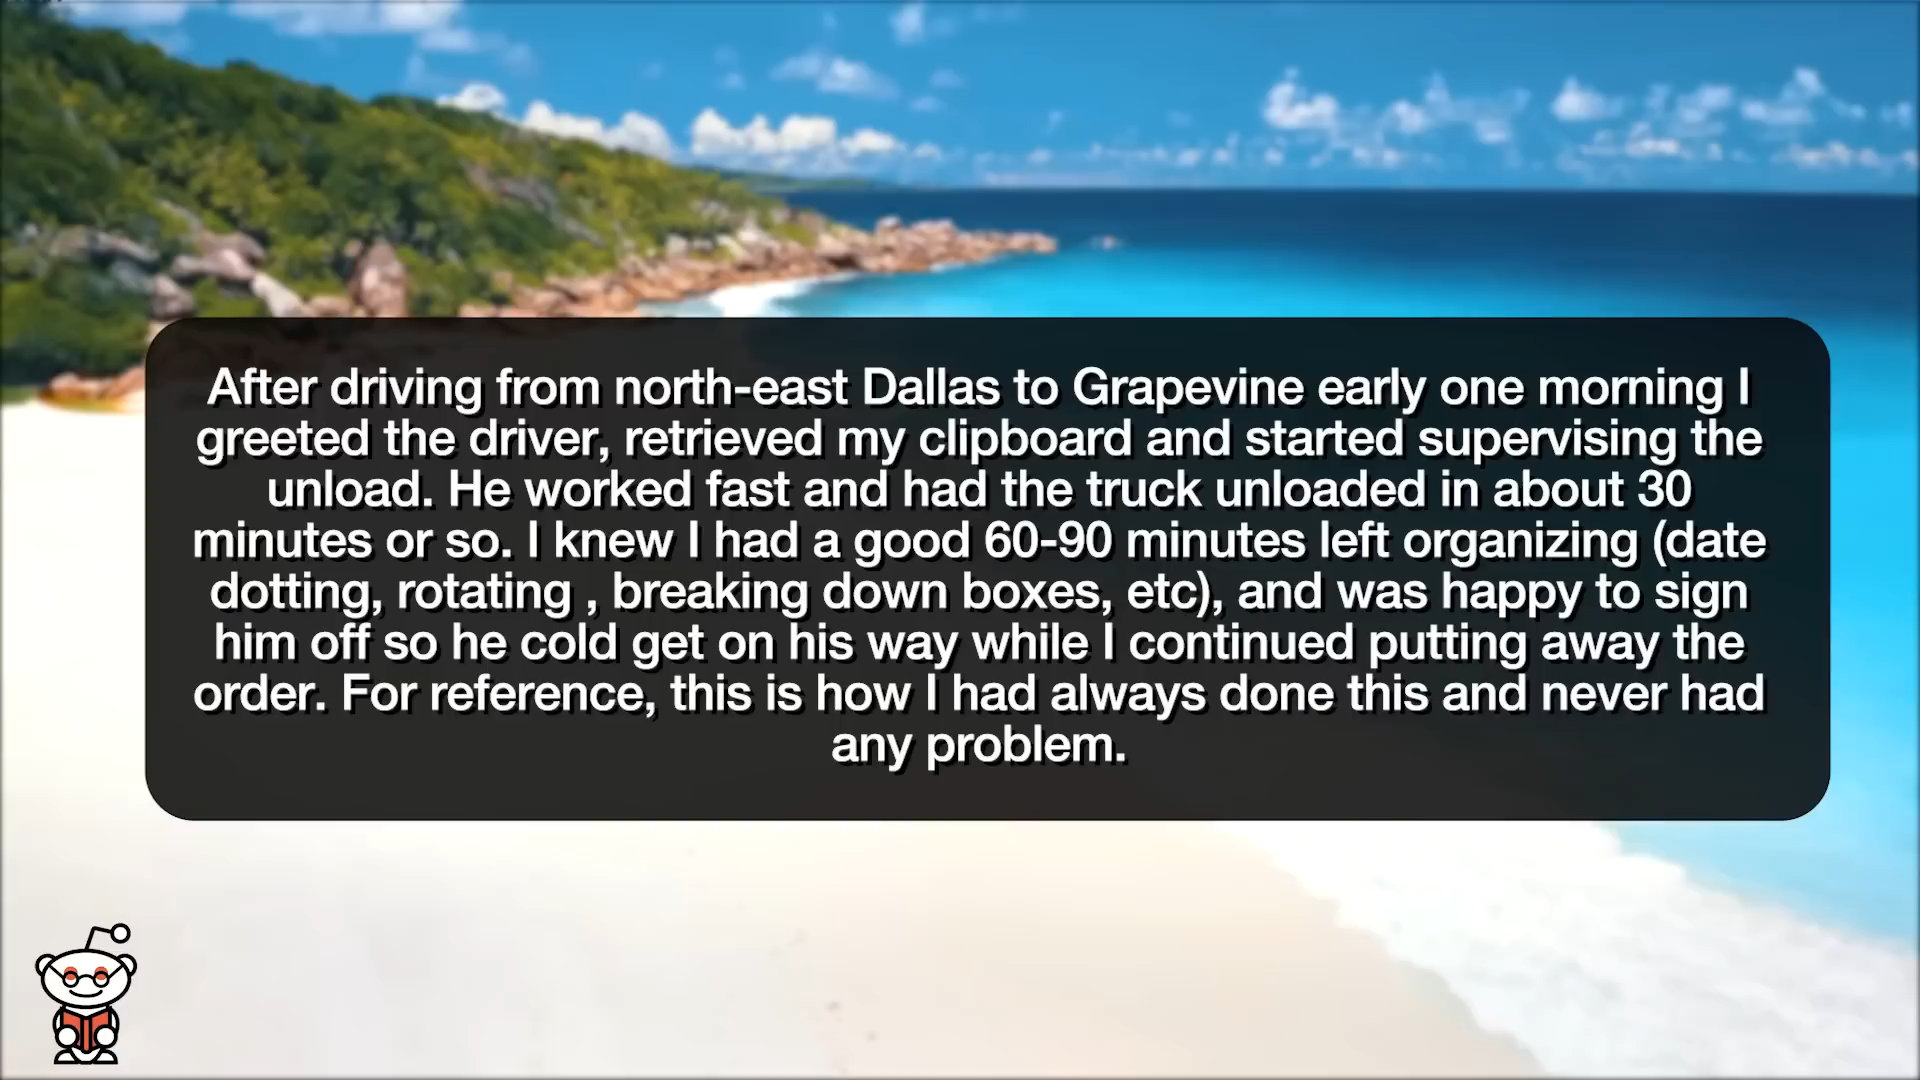 After driving from north-east Dallas to Grapevine early one morning I
greeted the driver, retrieved my clipboard and started supervising the
unload. He worked fast and had the truck unloaded in about 30
minutes or so. I knew I had a good 60-90 minutes left organizing (date
dotting, rotating , breaking down boxes, etc), and was happy to sign
him off so he cold get on his way while I continued putting away the
order. For reference, this is how I had always done this and never had
any problem.